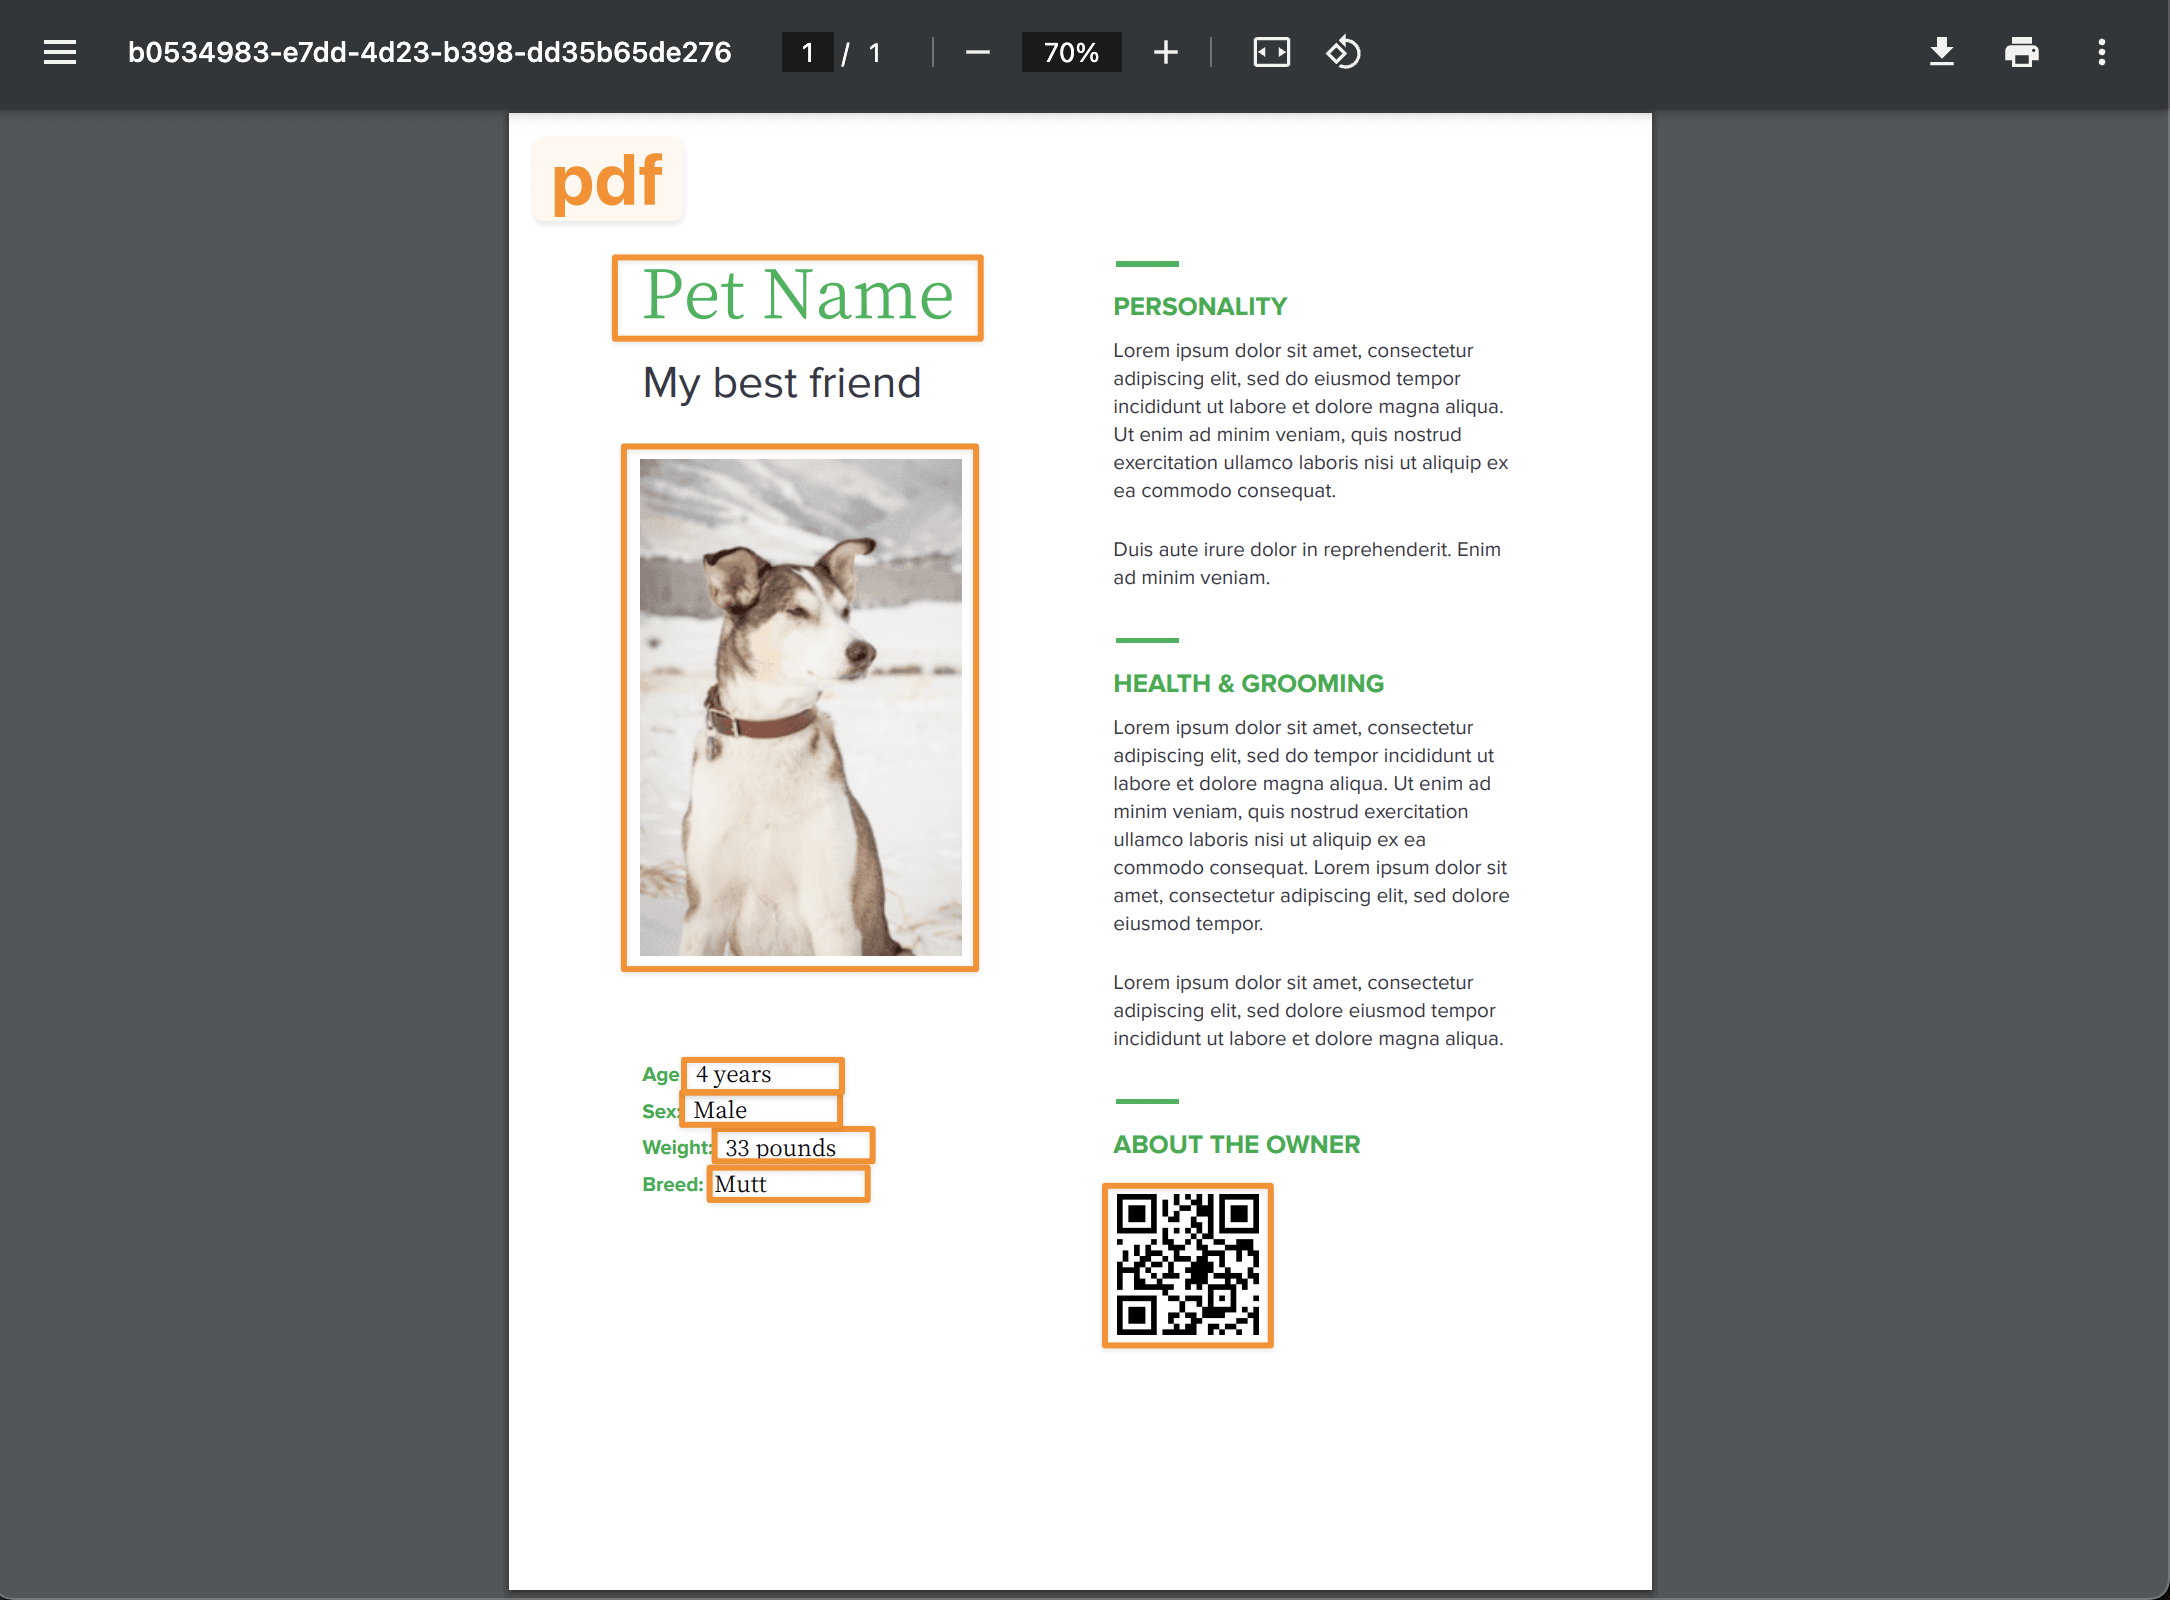 b0534983-e7dd-4d23-b398-dd35b65de276
1 / 1
70%
pdf
Pet Name
My best friend
Age
4 years
Sex:
Male
Weight:
33 pounds
Breed:
Mutt
PERSONALITY
Lorem ipsum dolor sit amet, consectetur
adipiscing elit, sed do eiusmod tempor
incididunt ut labore et dolore magna aliqua.
Ut enim ad minim veniam, quis nostrud
exercitation ullamco laboris nisi ut aliquip ex
ea commodo consequat.
Duis aute irure dolor in reprehenderit. Enim
ad minim veniam.
HEALTH & GROOMING
Lorem ipsum dolor sit amet, consectetur
adipiscing elit, sed do tempor incididunt ut
labore et dolore magna aliqua. Ut enim ad
minim veniam, quis nostrud exercitation
ullamco laboris nisi ut aliquip ex ea
commodo consequat. Lorem ipsum dolor sit
amet, consectetur adipiscing elit, sed dolore
eiusmod tempor.
Lorem ipsum dolor sit amet, consectetur
adipiscing elit, sed dolore eiusmod tempor
incididunt ut labore et dolore magna aliqua.
ABOUT THE OWNER